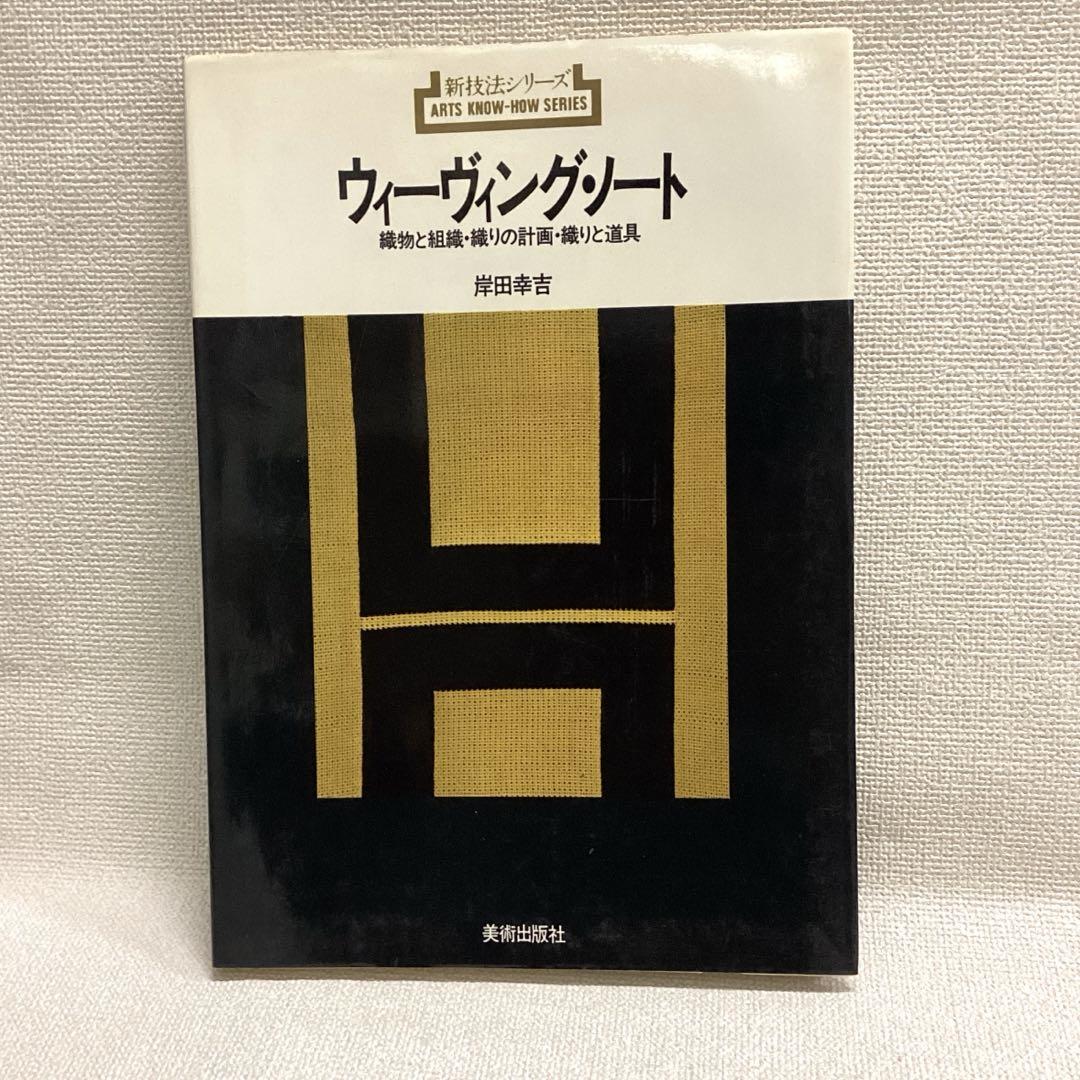 新技法シリーズ
ARTS KNOW-HOW SERIES
ウィーヴィング・ノート
織物と組織・織りの計画・織りと道具
岸田幸吉
美術出版社